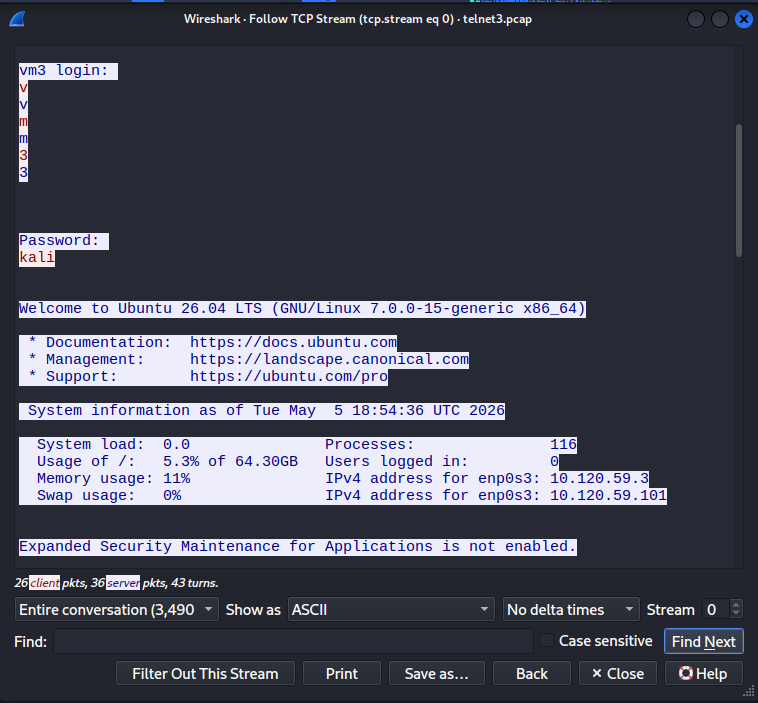 Wireshark · Follow TCP Stream (tcp.stream eq 0) · telnet3.pcap
vm3 login:
v
v
m
m
3
3
Password:
kali
Welcome to Ubuntu 26.04 LTS (GNU/Linux 7.0.0-15-generic x86_64)
* Documentation: https://docs.ubuntu.com
* Management: https://landscape.canonical.com
* Support: https://ubuntu.com/pro
System information as of Tue May 5 18:54:36 UTC 2026
System load: 0.0 Processes: 116
Usage of /: 5.3% of 64.30GB Users logged in: 0
Memory usage: 11% IPv4 address for enp0s3: 10.120.59.3
Swap usage: 0% IPv4 address for enp0s3: 10.120.59.101
Expanded Security Maintenance for Applications is not enabled.
26 client pkts, 36 server pkts, 43 turns.
Entire conversation (3,490 Show as ASCII No delta times Stream 0
Find: Case sensitive Find Next
Filter Out This Stream Print Save as… Back × Close Help